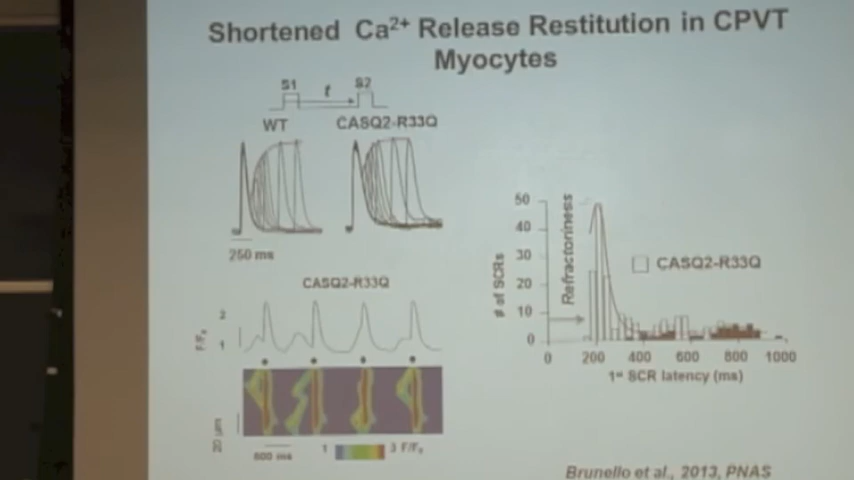 Shortened Ca2+ Release Restitution in CPVT
Myocytes
S1 t S2
WT CASQ2-R33Q
250 ms
CASQ2-R33Q
2
1
F/F₀
20 µm
600 ms
1 3 F/F₀
50
40
30
20
10
0
# of SCRs
Refractoriness
CASQ2-R33Q
0 200 400 600 800 1000
1st SCR latency (ms)
Brunello et al., 2013, PNAS